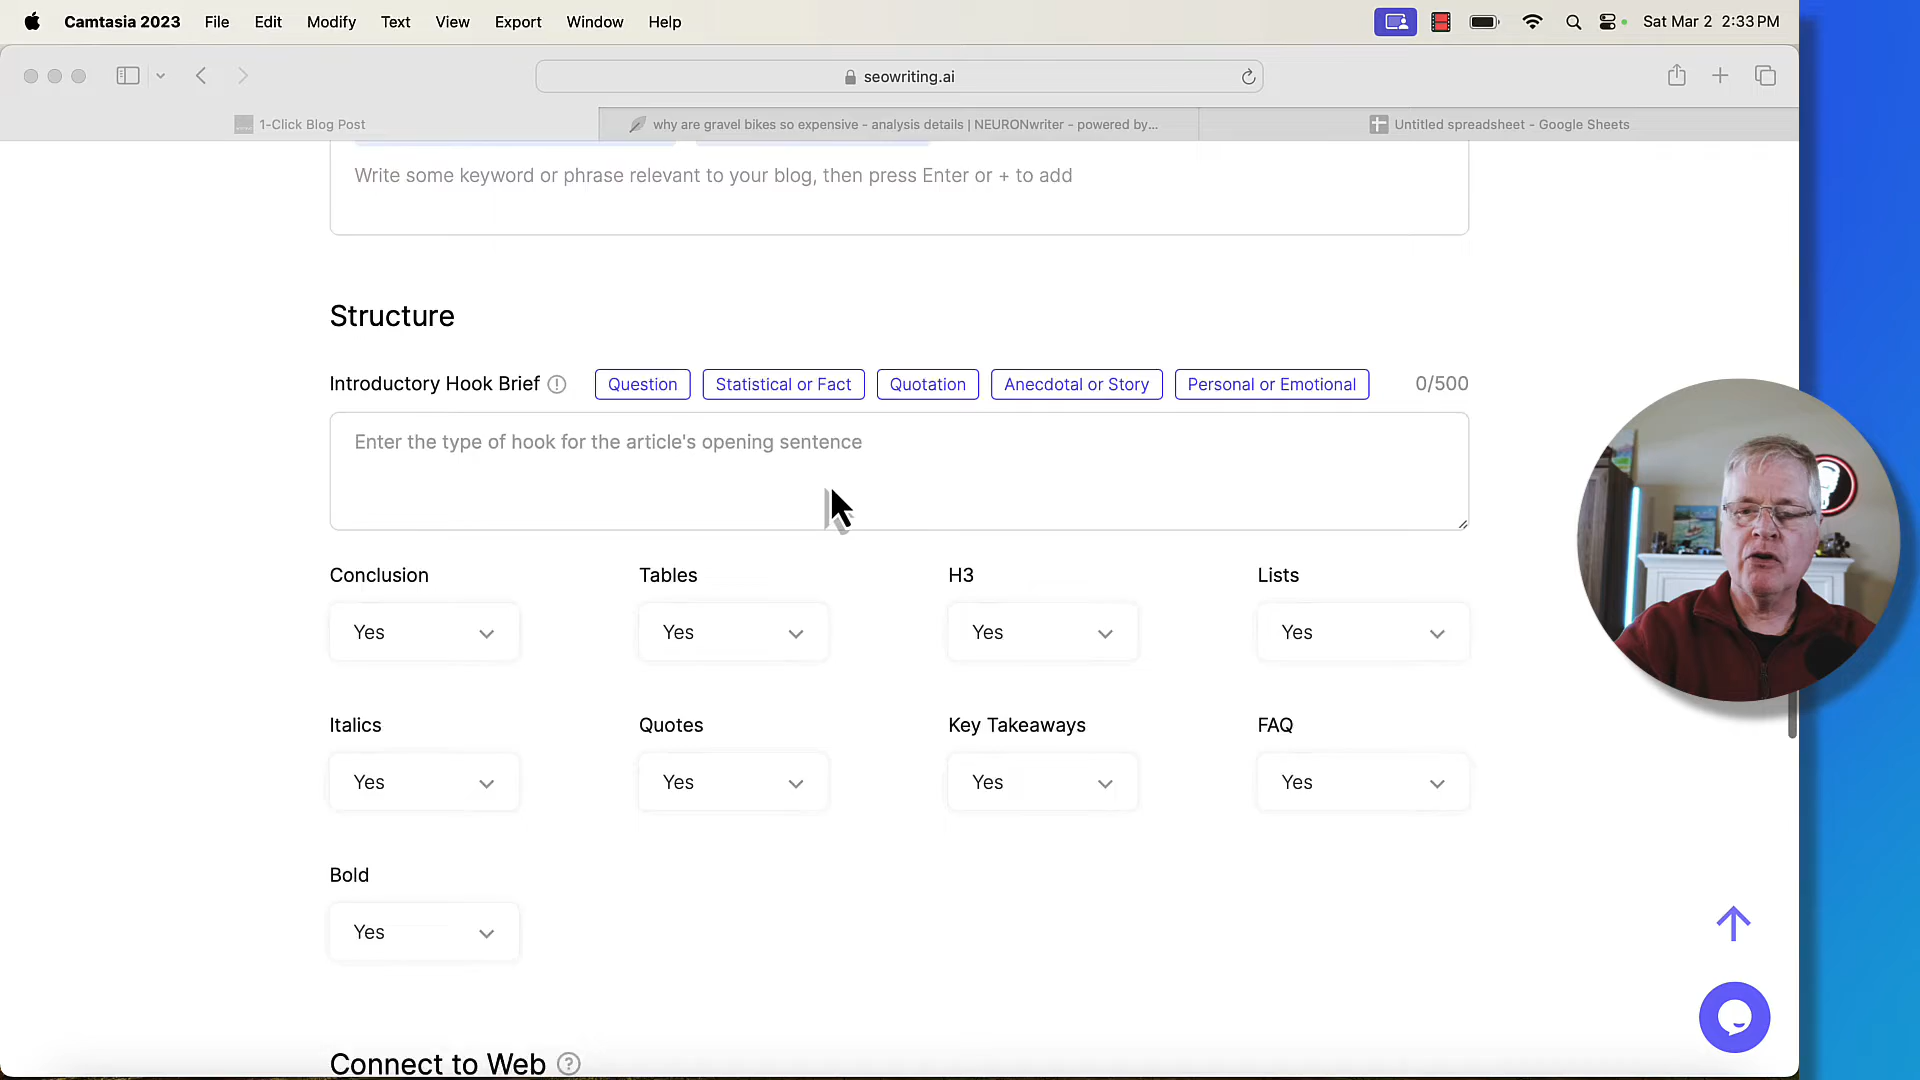 Camtasia 2023 File Edit Modify Text View Export Window Help Sat Mar 2 2:33 PM
seowriting.ai
1-Click Blog Post why are gravel bikes so expensive - analysis details | NEURONwriter - powered by... Untitled spreadsheet - Google Sheets
Write some keyword or phrase relevant to your blog, then press Enter or + to add
Structure
Introductory Hook Brief Question Statistical or Fact Quotation Anecdotal or Story Personal or Emotional 0/500
Enter the type of hook for the article's opening sentence
Conclusion Tables H3 Lists
Yes Yes Yes Yes
Italics Quotes Key Takeaways FAQ
Yes Yes Yes Yes
Bold
Yes
Connect to Web